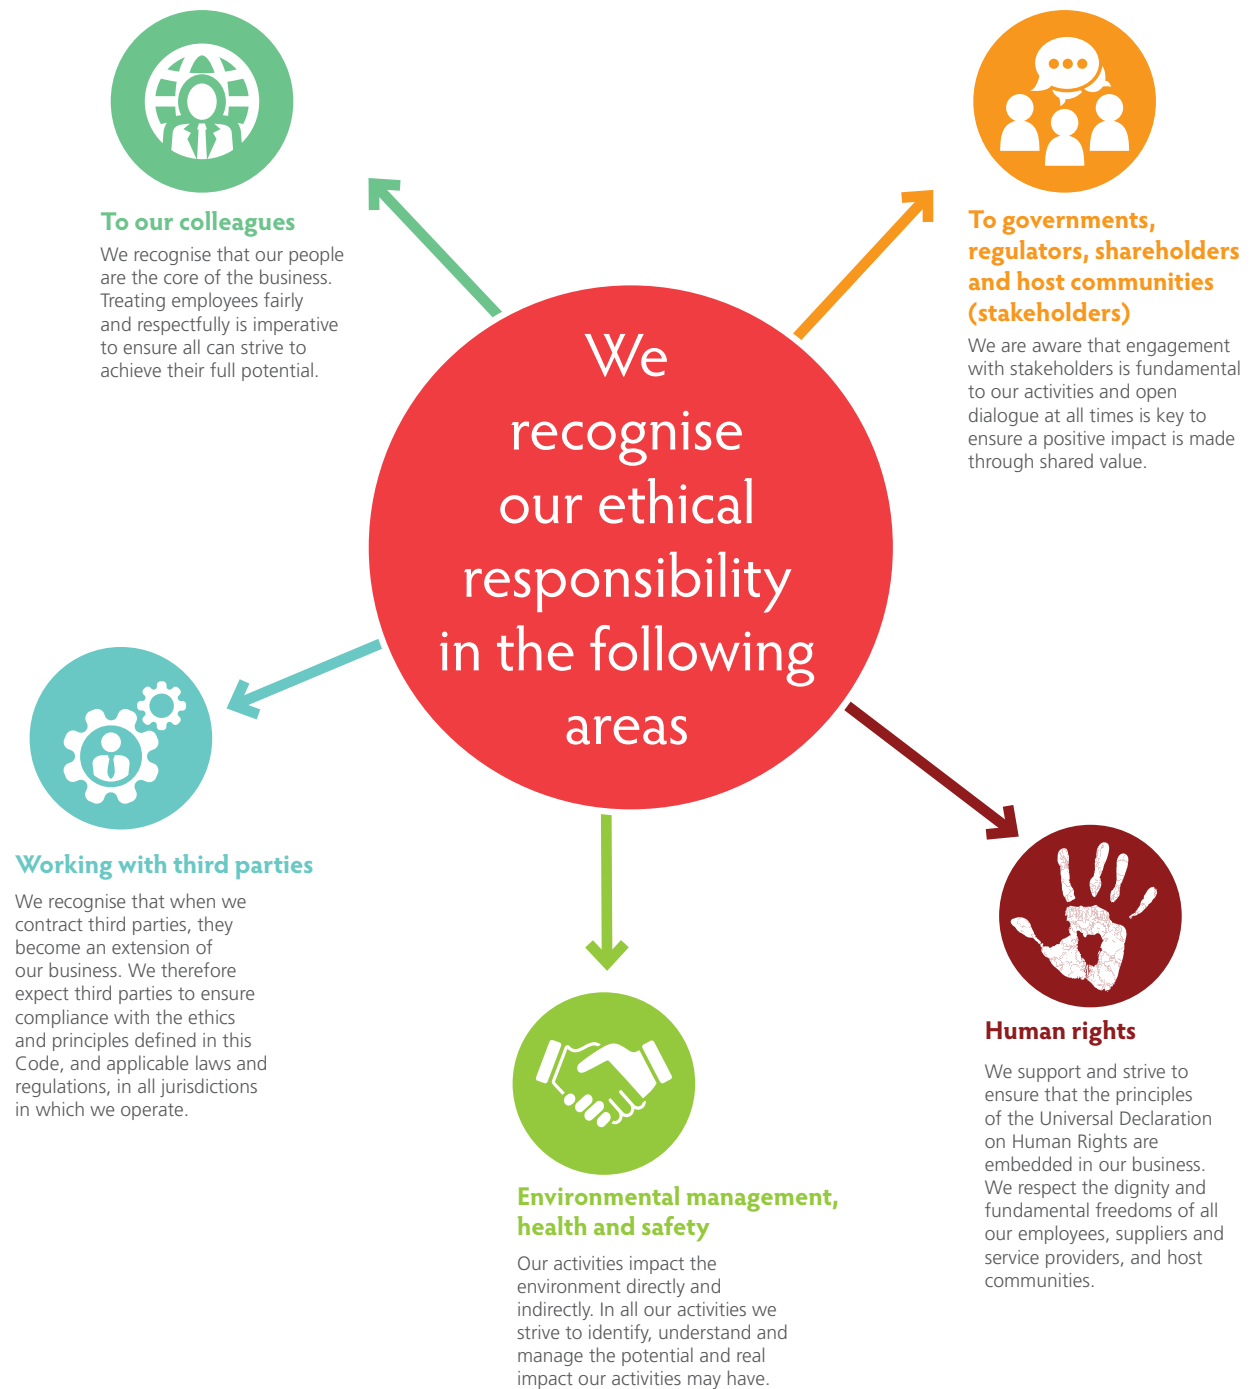 To our colleagues
We recognise that our people
are the core of the business.
Treating employees fairly
and respectfully is imperative
to ensure all can strive to
achieve their full potential.
To governments,
regulators, shareholders
and host communities
(stakeholders)
We are aware that engagement
with stakeholders is fundamental
to our activities and open
dialogue at all times is key to
ensure a positive impact is made
through shared value.
We
recognise
our ethical
responsibility
in the following
areas
Working with third parties
We recognise that when we
contract third parties, they
become an extension of
our business. We therefore
expect third parties to ensure
compliance with the ethics
and principles defined in this
Code, and applicable laws and
regulations, in all jurisdictions
in which we operate.
Environmental management,
health and safety
Our activities impact the
environment directly and
indirectly. In all our activities we
strive to identify, understand and
manage the potential and real
impact our activities may have.
Human rights
We support and strive to
ensure that the principles
of the Universal Declaration
on Human Rights are
embedded in our business.
We respect the dignity and
fundamental freedoms of all
our employees, suppliers and
service providers, and host
communities.